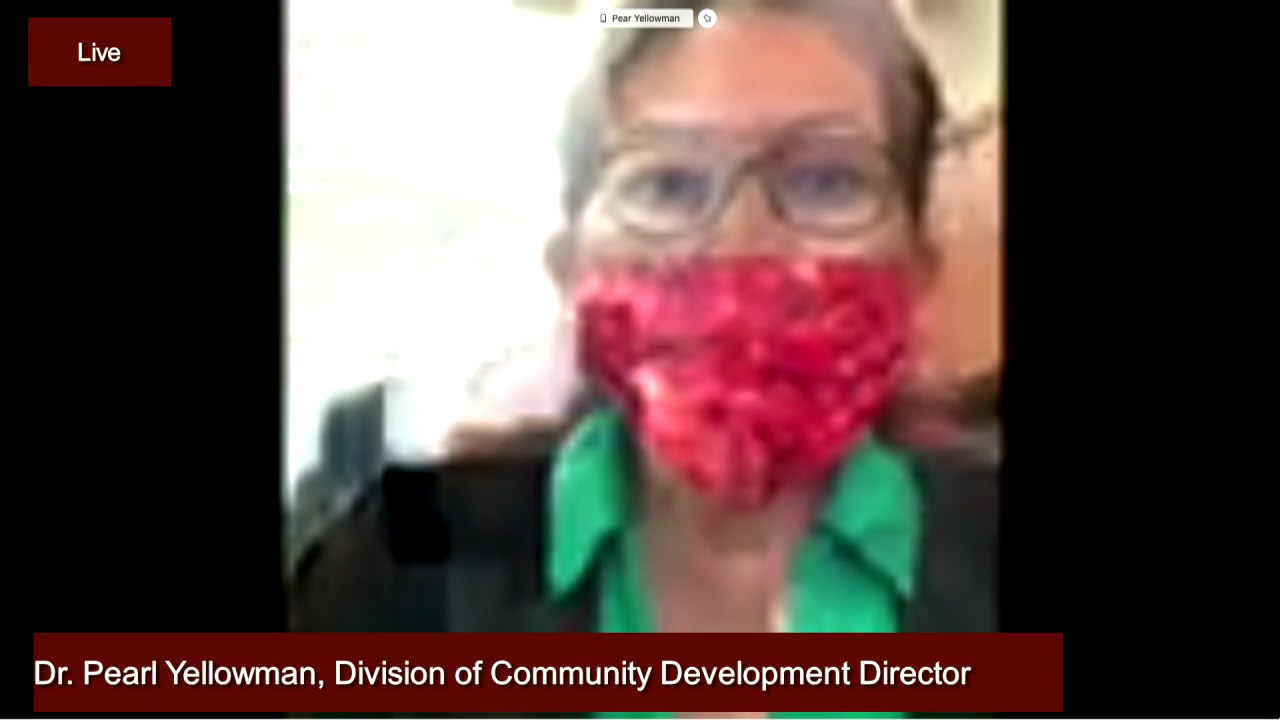 Pear Yellowman
Live
Dr. Pearl Yellowman, Division of Community Development Director